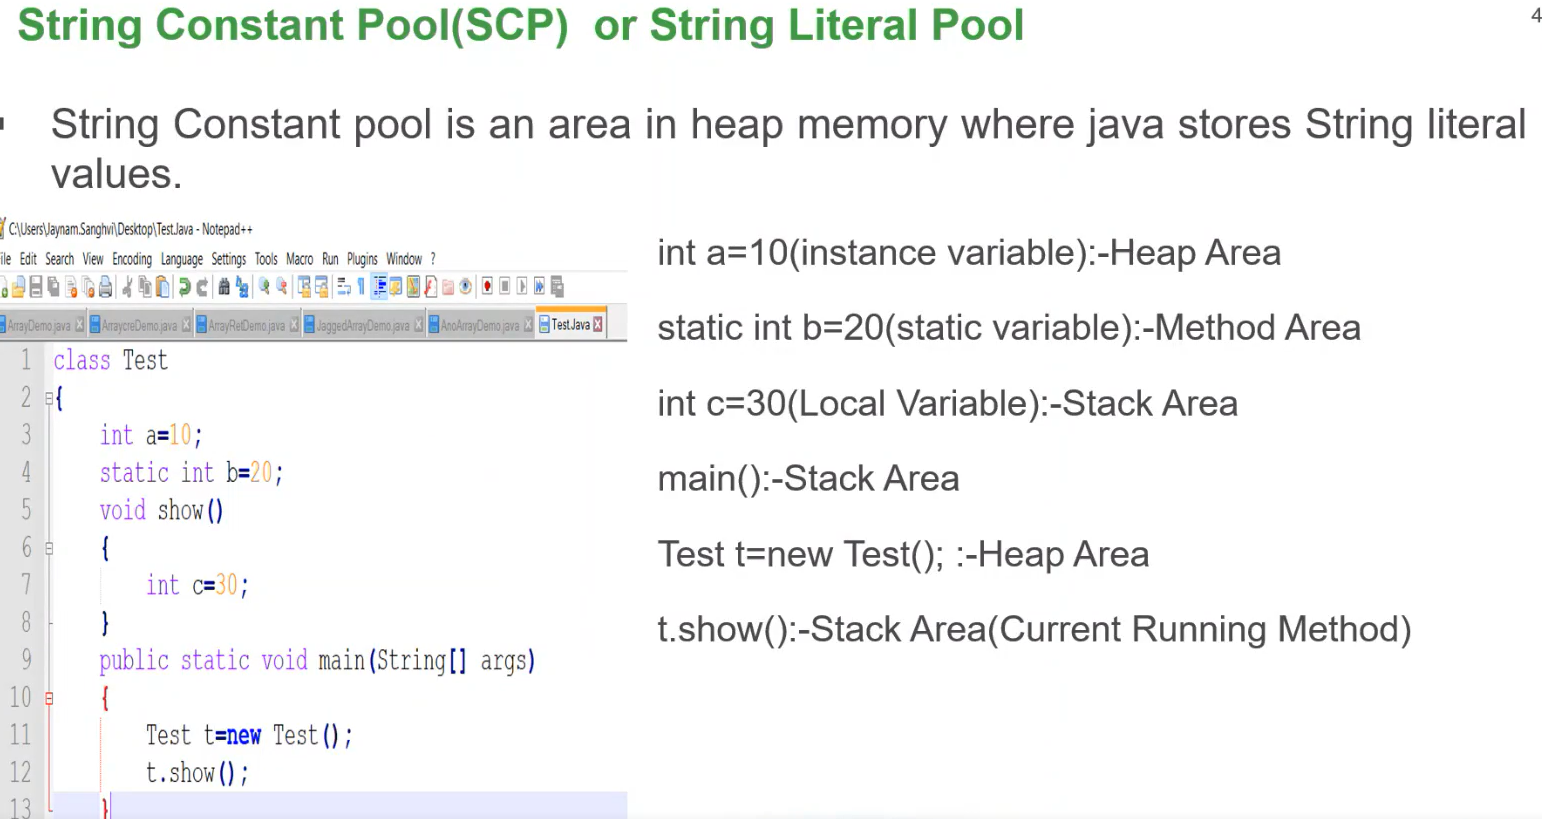 String Constant Pool(SCP)  or String Literal Pool
4
String Constant pool is an area in heap memory where java stores String literal
values.
C:\Users\Jaynam.Sanghvi\Desktop\Test.Java - Notepad++
ile Edit Search View Encoding Language Settings Tools Macro Run Plugins Window ?
ArrayDemo.java ArraycreDemo.java ArrayRetDemo.java JaggedArrayDemo.java AnoArrayDemo.java Test.Java
1 class Test
2 {
3 int a=10;
4 static int b=20;
5 void show()
6 {
7 int c=30;
8 }
9 public static void main(String[] args)
10 {
11 Test t=new Test();
12 t.show();
13 }
int a=10(instance variable):-Heap Area
static int b=20(static variable):-Method Area
int c=30(Local Variable):-Stack Area
main():-Stack Area
Test t=new Test(); :-Heap Area
t.show():-Stack Area(Current Running Method)